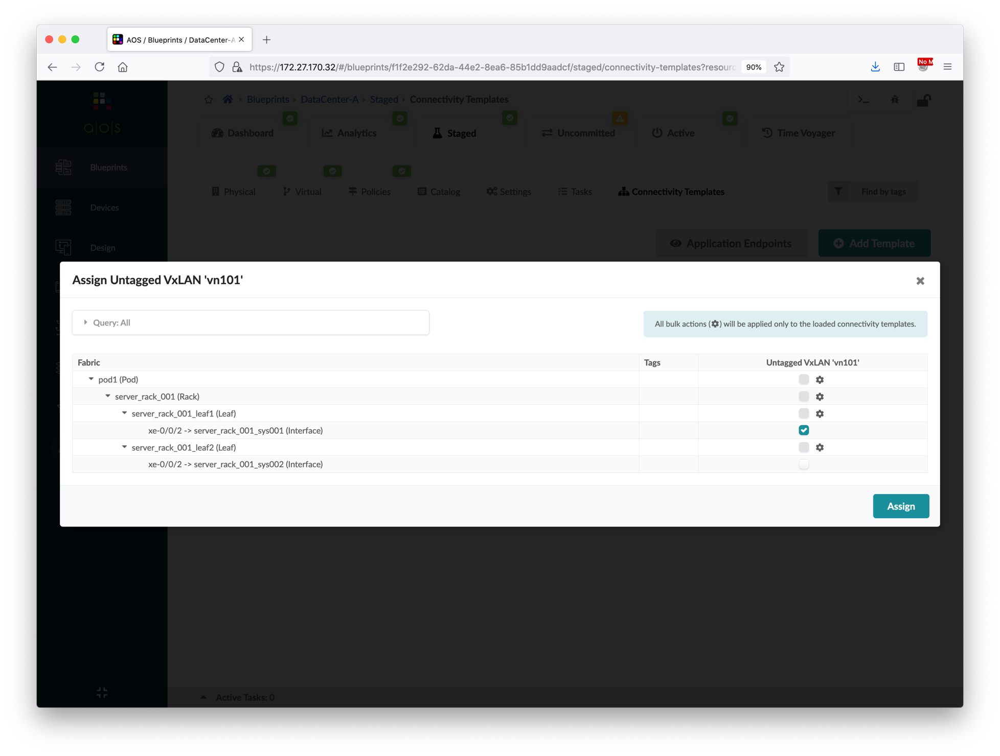 AOS / Blueprints / DataCenter-A
https://172.27.170.32/#/blueprints/f1f2e292-62da-44e2-8ea6-85b1dd9aadcf/staged/connectivity-templates?resourc
90%
No M
a|o|s
Blueprints
DataCenter-A
Staged
Connectivity Templates
Dashboard
Analytics
Staged
Uncommitted
Active
Time Voyager
Blueprints
Devices
Design
Physical
Virtual
Policies
Catalog
Settings
Tasks
Connectivity Templates
Find by tags
Application Endpoints
Add Template
Assign Untagged VxLAN 'vn101'
Query: All
All bulk actions ( ) will be applied only to the loaded connectivity templates.
Fabric
Tags
Untagged VxLAN 'vn101'
pod1 (Pod)
server_rack_001 (Rack)
server_rack_001_leaf1 (Leaf)
xe-0/0/2 -> server_rack_001_sys001 (Interface)
server_rack_001_leaf2 (Leaf)
xe-0/0/2 -> server_rack_001_sys002 (Interface)
Assign
Active Tasks: 0